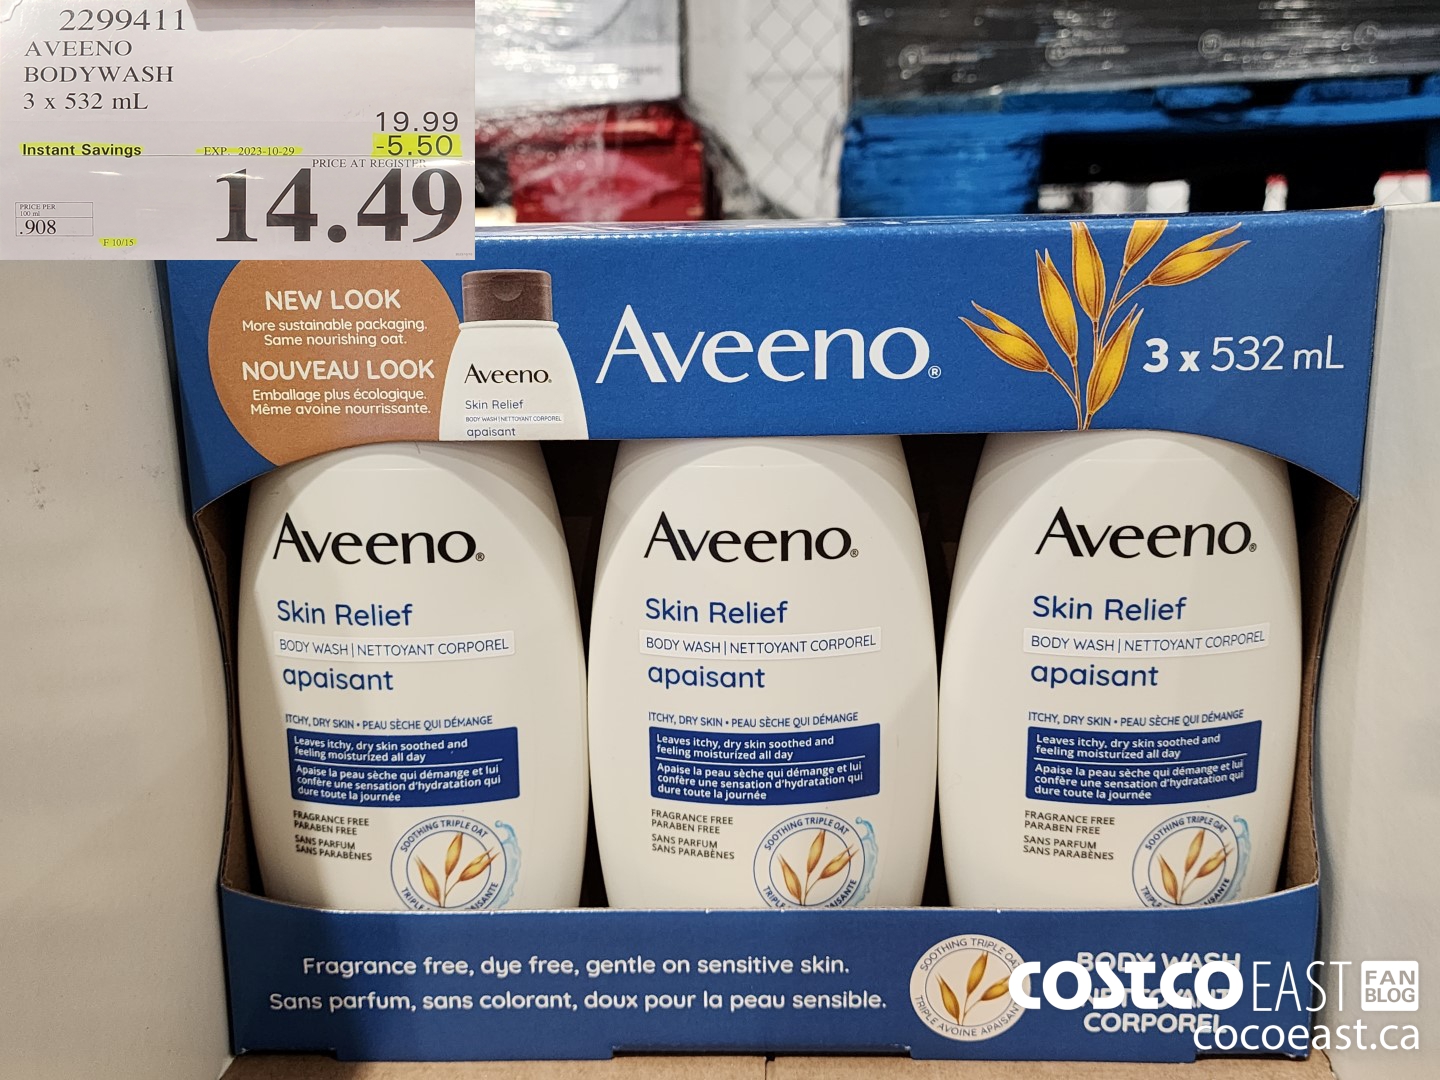 2299411
AVEENO
BODYWASH
3 x 532 mL
19.99
Instant Savings EXP. 2023-10-29 -5.50
PRICE AT REGISTER
14.49
PRICE PER
100 ml
.908
F 10/15
NEW LOOK
More sustainable packaging.
Same nourishing oat.
NOUVEAU LOOK
Emballage plus écologique.
Même avoine nourrissante.
Aveeno®
Skin Relief
BODY WASH | NETTOYANT CORPOREL
apaisant
Aveeno®
3 x 532 mL
Aveeno®
Skin Relief
BODY WASH | NETTOYANT CORPOREL
apaisant
ITCHY, DRY SKIN • PEAU SÈCHE QUI DÉMANGE
Leaves itchy, dry skin soothed and
feeling moisturized all day
Apaise la peau sèche qui démange et lui
confère une sensation d'hydratation qui
dure toute la journée
FRAGRANCE FREE
PARABEN FREE
SANS PARFUM
SANS PARABÈNES
SOOTHING TRIPLE OAT
TRIPLE
Aveeno®
Skin Relief
BODY WASH | NETTOYANT CORPOREL
apaisant
ITCHY, DRY SKIN • PEAU SÈCHE QUI DÉMANGE
Leaves itchy, dry skin soothed and
feeling moisturized all day
Apaise la peau sèche qui démange et lui
confère une sensation d'hydratation qui
dure toute la journée
FRAGRANCE FREE
PARABEN FREE
SANS PARFUM
SANS PARABÈNES
SOOTHING TRIPLE OAT
TRIPLE
Aveeno®
Skin Relief
BODY WASH | NETTOYANT CORPOREL
apaisant
ITCHY, DRY SKIN • PEAU SÈCHE QUI DÉMANGE
Leaves itchy, dry skin soothed and
feeling moisturized all day
Apaise la peau sèche qui démange et lui
confère une sensation d'hydratation qui
dure toute la journée
FRAGRANCE FREE
PARABEN FREE
SANS PARFUM
SANS PARABÈNES
SOOTHING TRIPLE OAT
TRIPLE
Fragrance free, dye free, gentle on sensitive skin.
Sans parfum, sans colorant, doux pour la peau sensible.
SOOTHING TRIPLE OAT
TRIPLE AVOINE APAISANTE
BODY WASH
NETTOYANT
CORPOREL
COSTCO EAST FAN
BLOG
cocoeast.ca